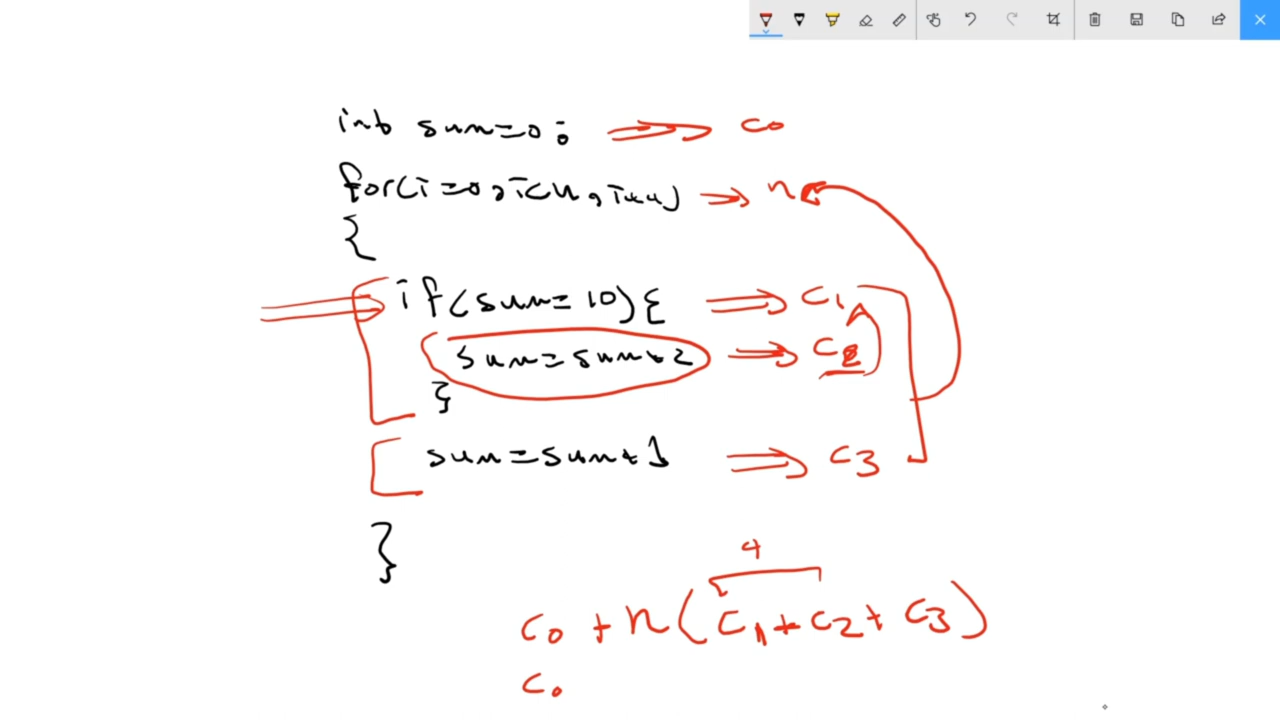 int sum=0; c0
for(i=0,i<n,i++) n
{
if(sum=10){ c1
sum=sum+2 c2
}
sum=sum+1 c3
}
4
c0 + n(c1+c2+c3)
c0